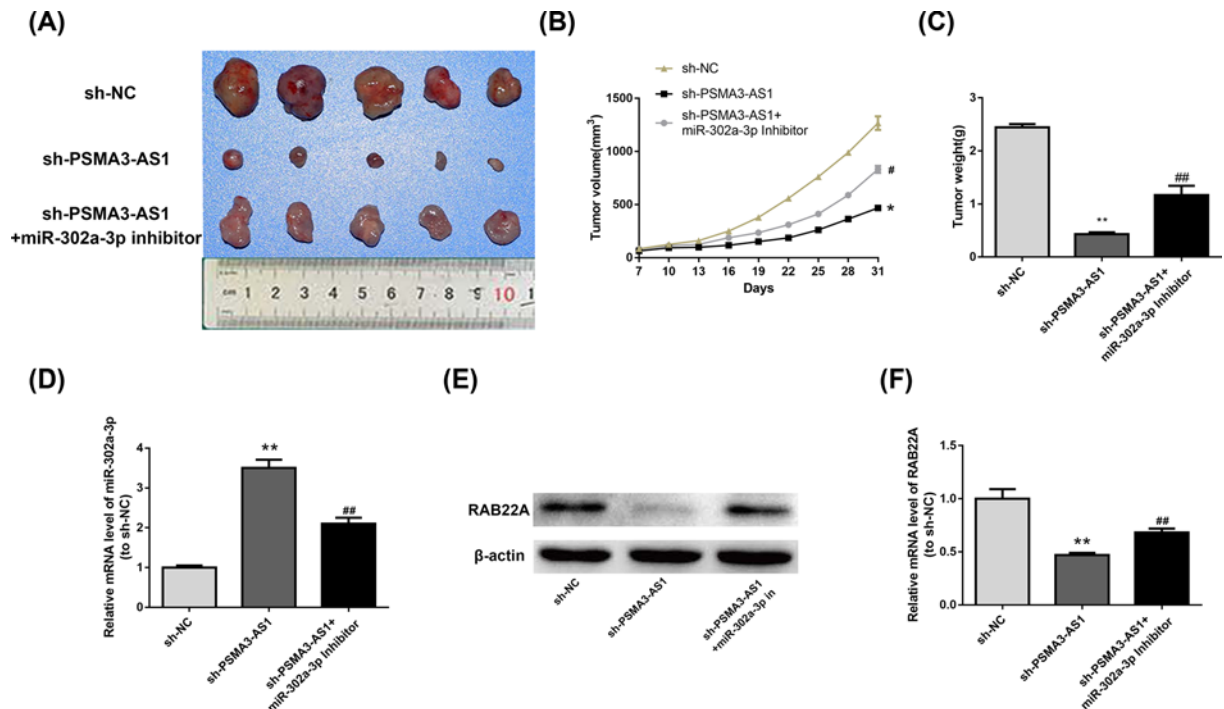 (A)
sh-NC
sh-PSMA3-AS1
sh-PSMA3-AS1
+miR-302a-3p inhibitor
cm 1 2 3 4 5 6 7 8 9 10 1
(B)
sh-NC
sh-PSMA3-AS1
sh-PSMA3-AS1+
miR-302a-3p Inhibitor
Tumor volume(mm³)
1500
1000
500
0
#
*
7 10 13 16 19 22 25 28 31
Days
(C)
Tumor weight(g)
3
2
1
0
**
##
sh-NC
sh-PSMA3-AS1
sh-PSMA3-AS1+
miR-302a-3p Inhibitor
(D)
Relative mRNA level of miR-302a-3p
(to sh-NC)
4
3
2
1
0
**
##
sh-NC
sh-PSMA3-AS1
sh-PSMA3-AS1+
miR-302a-3p Inhibitor
(E)
RAB22A
β-actin
sh-NC
sh-PSMA3-AS1
sh-PSMA3-AS1
+miR-302a-3p in
(F)
Relative mRNA level of RAB22A
(to sh-NC)
1.5
1.0
0.5
0.0
**
##
sh-NC
sh-PSMA3-AS1
sh-PSMA3-AS1+
miR-302a-3p Inhibitor